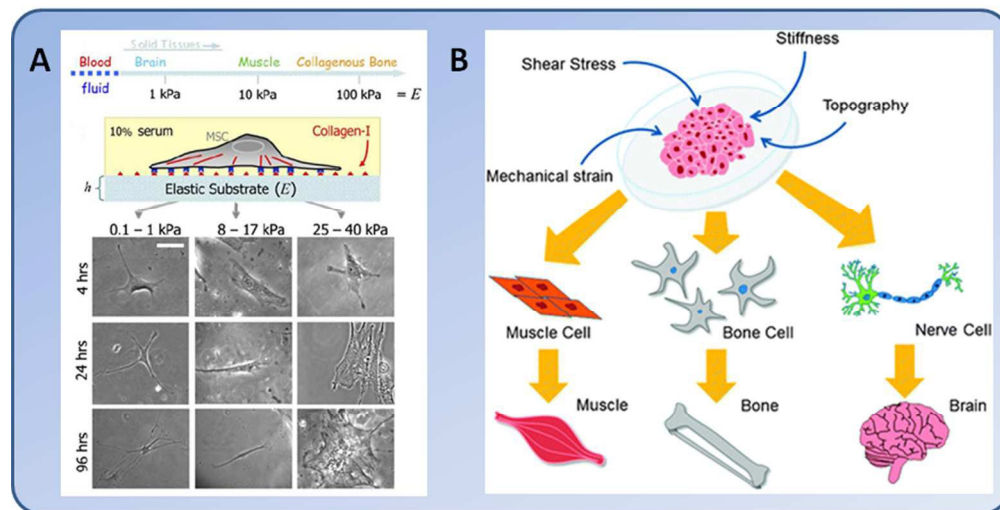 A
Solid Tissues
Blood Brain Muscle Collagenous Bone
fluid 1 kPa 10 kPa 100 kPa = E
10% serum MSC Collagen-I
h Elastic Substrate (E)
0.1 – 1 kPa 8 – 17 kPa 25 – 40 kPa
4 hrs
24 hrs
96 hrs
B
Stiffness
Shear Stress
Topography
Mechanical strain
Muscle Cell Bone Cell Nerve Cell
Muscle Bone Brain